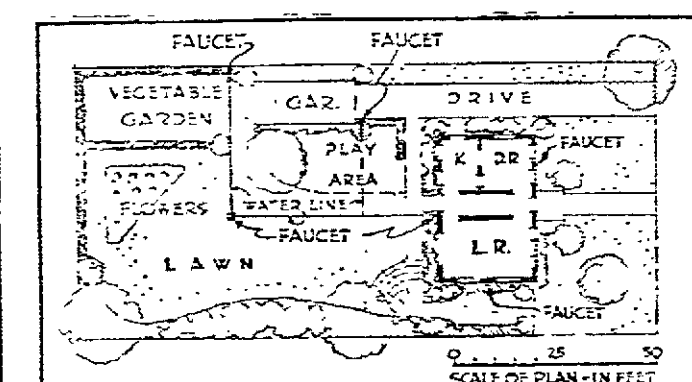 FAUCET FAUCET
VEGETABLE
GARDEN
GAR.
DRIVE
PLAY
AREA
K DR
FAUCET
FLOWERS
WATER LINE
FAUCET
LAWN
L.R.
FAUCET
0 25 50
SCALE OF PLAN - IN FEET